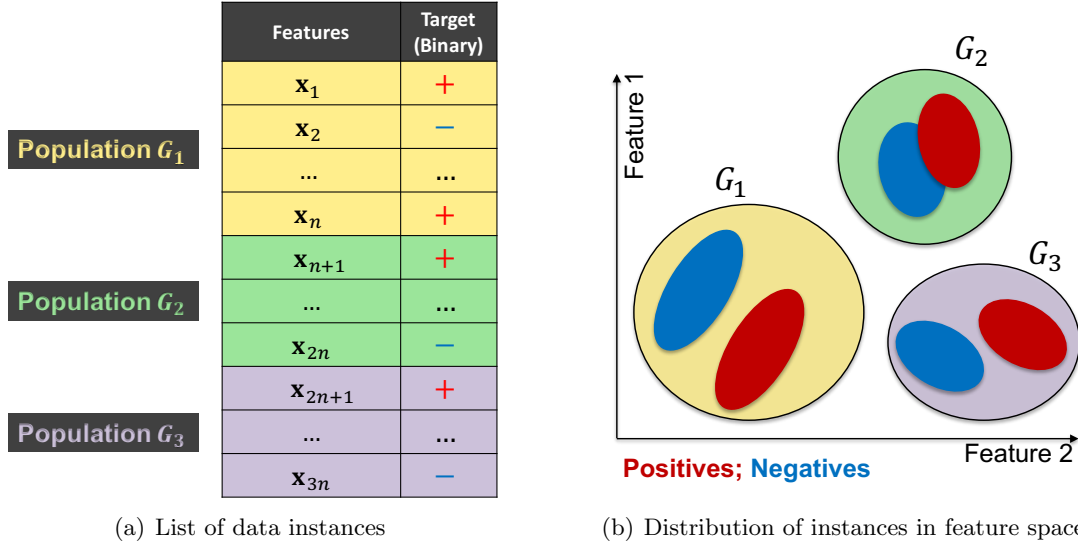 Features Target (Binary)
x₁ +
x₂ −
... ...
xₙ +
xₙ₊₁ +
... ...
x₂ₙ −
x₂ₙ₊₁ +
... ...
x₃ₙ −
Population G₁
Population G₂
Population G₃
(a) List of data instances
Feature 1
G₂
G₁
G₃
Feature 2
Positives; Negatives
(b) Distribution of instances in feature space